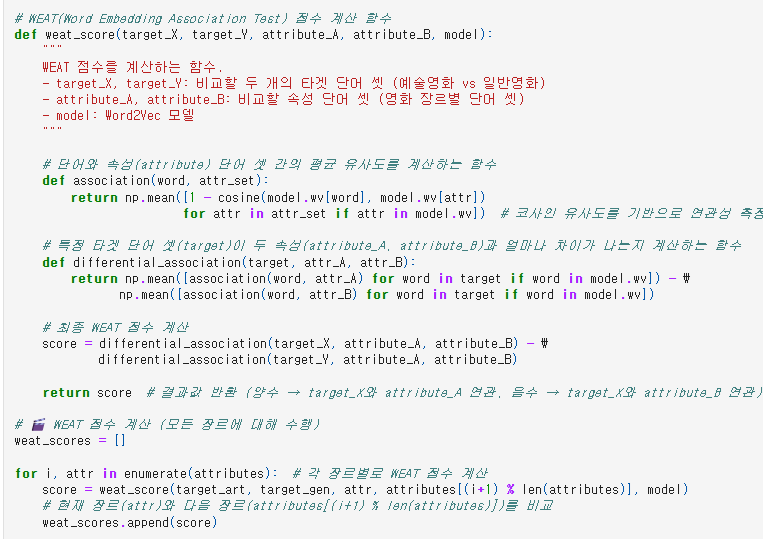 # WEAT(Word Embedding Association Test) 점수 계산 함수
def weat_score(target_X, target_Y, attribute_A, attribute_B, model):
    """
    WEAT 점수를 계산하는 함수.
    - target_X, target_Y: 비교할 두 개의 타겟 단어 셋 (예술영화 vs 일반영화)
    - attribute_A, attribute_B: 비교할 속성 단어 셋 (영화 장르별 단어 셋)
    - model: Word2Vec 모델
    """
    # 단어와 속성(attribute) 단어 셋 간의 평균 유사도를 계산하는 함수
    def association(word, attr_set):
        return np.mean([1 - cosine(model.wv[word], model.wv[attr])
                        for attr in attr_set if attr in model.wv])  # 코사인 유사도를 기반으로 연관성 측정
    # 특정 타겟 단어 셋(target)이 두 속성(attribute_A, attribute_B)과 얼마나 차이가 나는지 계산하는 함수
    def differential_association(target, attr_A, attr_B):
        return np.mean([association(word, attr_A) for word in target if word in model.wv]) - \
               np.mean([association(word, attr_B) for word in target if word in model.wv])
    # 최종 WEAT 점수 계산
    score = differential_association(target_X, attribute_A, attribute_B) - \
            differential_association(target_Y, attribute_A, attribute_B)
    return score  # 결과값 반환 (양수 → target_X와 attribute_A 연관, 음수 → target_X와 attribute_B 연관)
# 🎬 WEAT 점수 계산 (모든 장르에 대해 수행)
weat_scores = []
for i, attr in enumerate(attributes):  # 각 장르별로 WEAT 점수 계산
    score = weat_score(target_art, target_gen, attr, attributes[(i+1) % len(attributes)], model)
    # 현재 장르(attr)와 다음 장르(attributes[(i+1) % len(attributes)])를 비교
    weat_scores.append(score)